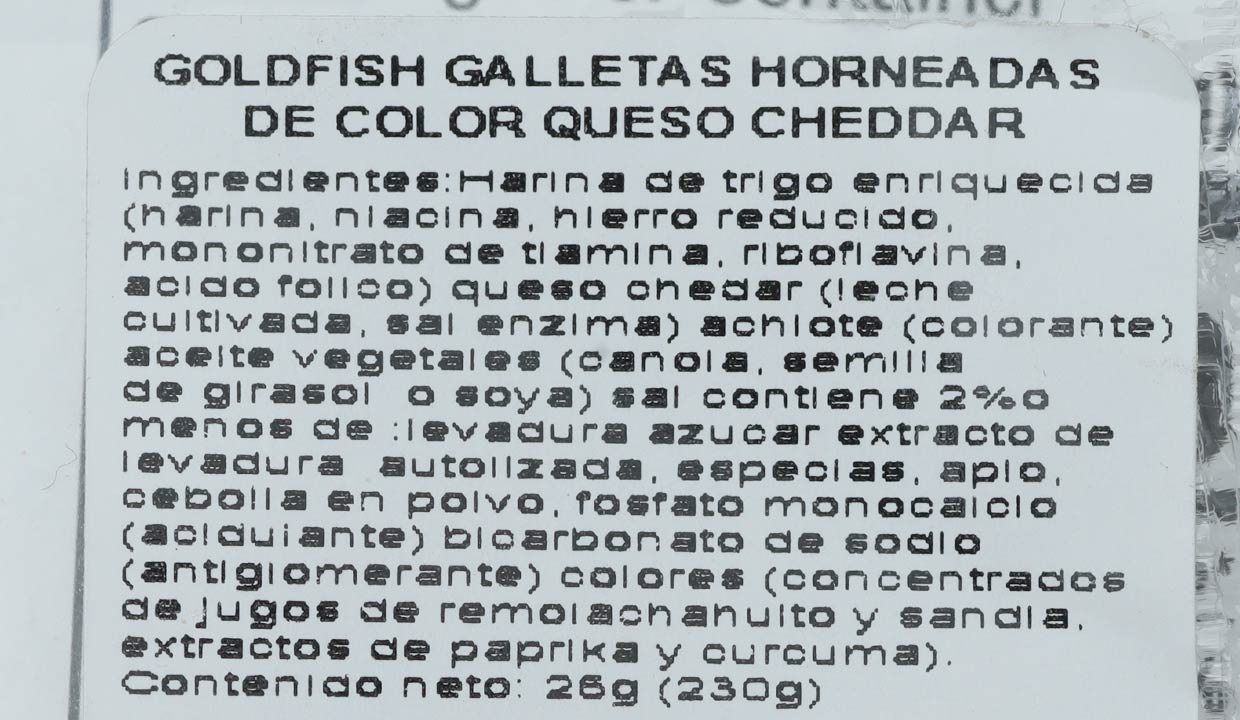 GOLDFISH GALLETAS HORNEADAS
DE COLOR QUESO CHEDDAR
Ingredientes:Harina de trigo enriquecida
(harina, niacina, hierro reducido,
mononitrato de tiamina, riboflavina,
acido folico) queso chedar (leche
cultivada, sal enzima) achiote (colorante)
aceite vegetales (canola, semilla
de girasol o soya) sal contiene 2%o
menos de :levadura azucar extracto de
levadura autolizada, especias, apio,
cebolla en polvo, fosfato monocalcio
(acidulante) bicarbonato de sodio
(antiglomerante) colores (concentrados
de jugos de remolachahuito y sandia,
extractos de paprika y curcuma).
Contenido neto: 26g (230g)